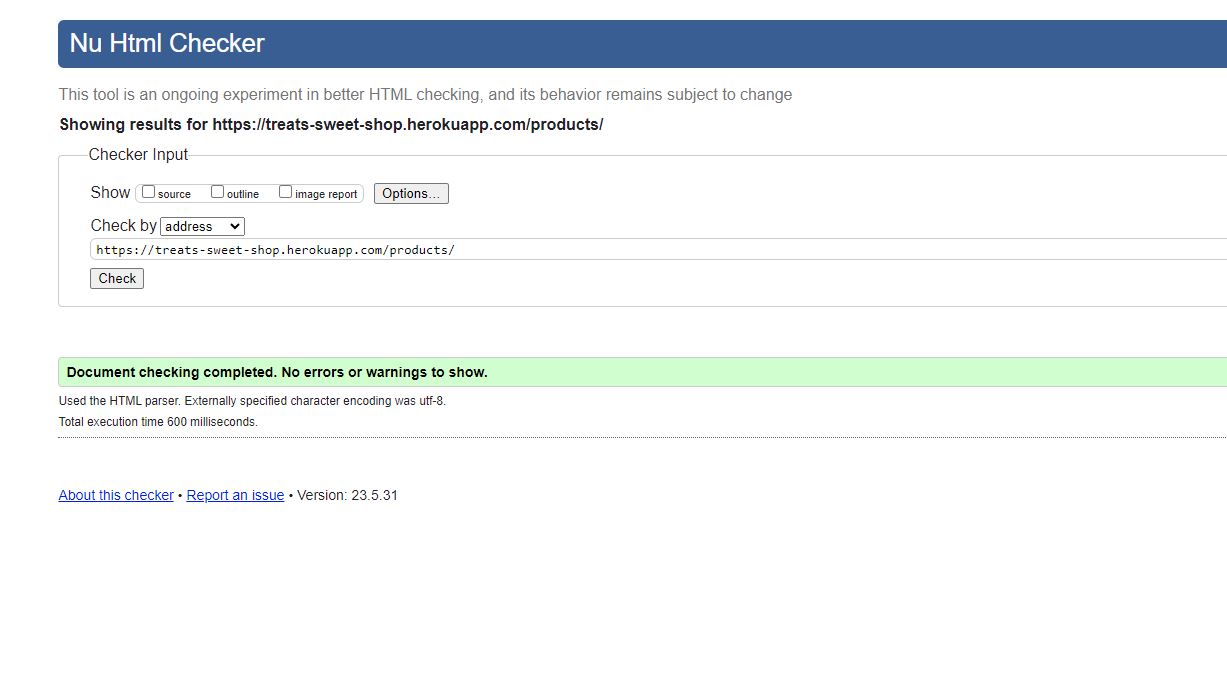 Nu Html Checker
This tool is an ongoing experiment in better HTML checking, and its behavior remains subject to change
Showing results for https://treats-sweet-shop.herokuapp.com/products/
Checker Input
Show source outline image report Options...
Check by address
https://treats-sweet-shop.herokuapp.com/products/
Check
Document checking completed. No errors or warnings to show.
Used the HTML parser. Externally specified character encoding was utf-8.
Total execution time 600 milliseconds.
About this checker • Report an issue • Version: 23.5.31